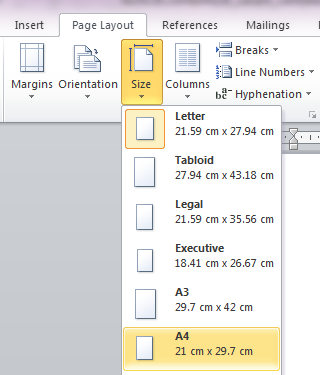 Insert Page Layout References Mailings
Margins Orientation Size Columns
Breaks
Line Numbers
Hyphenation
Letter
21.59 cm x 27.94 cm
Tabloid
27.94 cm x 43.18 cm
Legal
21.59 cm x 35.56 cm
Executive
18.41 cm x 26.67 cm
A3
29.7 cm x 42 cm
A4
21 cm x 29.7 cm